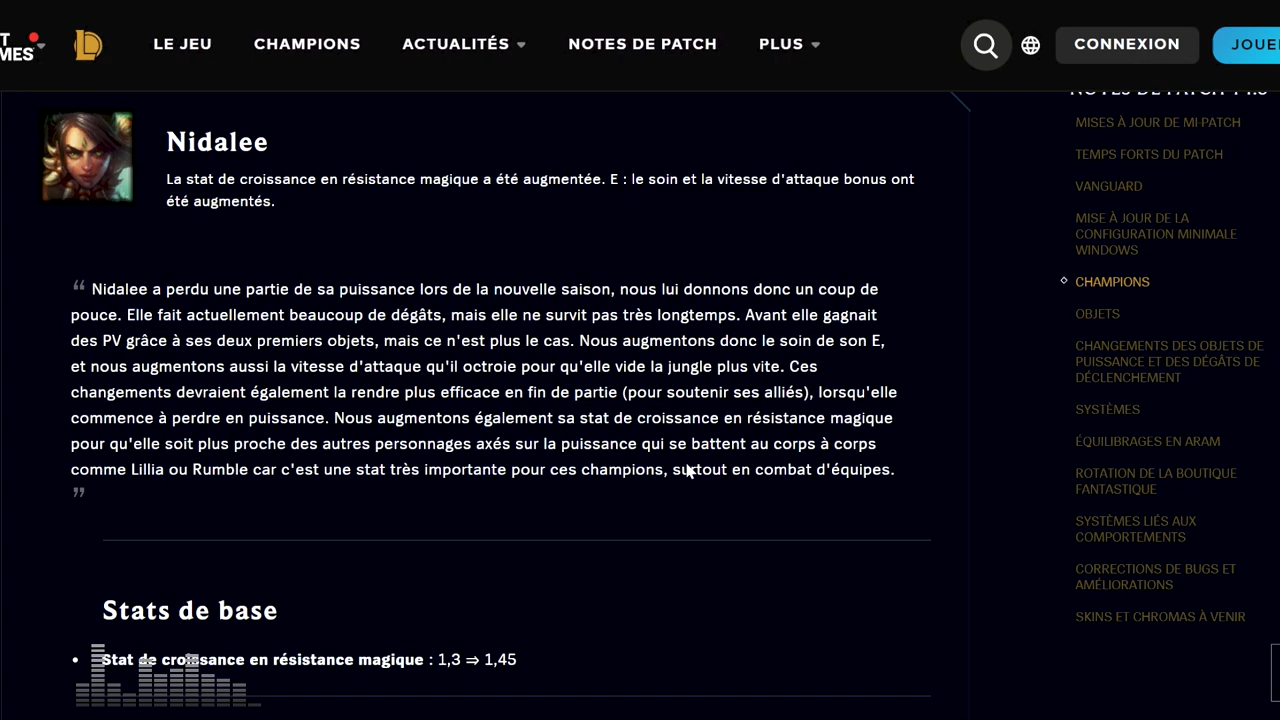 T
MES
LE JEU
CHAMPIONS
ACTUALITÉS
NOTES DE PATCH
PLUS
CONNEXION
JOUE
Nidalee
La stat de croissance en résistance magique a été augmentée. E : le soin et la vitesse d'attaque bonus ont
été augmentés.
“ Nidalee a perdu une partie de sa puissance lors de la nouvelle saison, nous lui donnons donc un coup de
pouce. Elle fait actuellement beaucoup de dégâts, mais elle ne survit pas très longtemps. Avant elle gagnait
des PV grâce à ses deux premiers objets, mais ce n'est plus le cas. Nous augmentons donc le soin de son E,
et nous augmentons aussi la vitesse d'attaque qu'il octroie pour qu'elle vide la jungle plus vite. Ces
changements devraient également la rendre plus efficace en fin de partie (pour soutenir ses alliés), lorsqu'elle
commence à perdre en puissance. Nous augmentons également sa stat de croissance en résistance magique
pour qu'elle soit plus proche des autres personnages axés sur la puissance qui se battent au corps à corps
comme Lillia ou Rumble car c'est une stat très importante pour ces champions, surtout en combat d'équipes.
”
Stats de base
• Stat de croissance en résistance magique : 1,3 ⇒ 1,45
NOTES DE PATCH
MISES À JOUR DE MI-PATCH
TEMPS FORTS DU PATCH
VANGUARD
MISE À JOUR DE LA
CONFIGURATION MINIMALE
WINDOWS
CHAMPIONS
OBJETS
CHANGEMENTS DES OBJETS DE
PUISSANCE ET DES DÉGÂTS DE
DÉCLENCHEMENT
SYSTÈMES
ÉQUILIBRAGES EN ARAM
ROTATION DE LA BOUTIQUE
FANTASTIQUE
SYSTÈMES LIÉS AUX
COMPORTEMENTS
CORRECTIONS DE BUGS ET
AMÉLIORATIONS
SKINS ET CHROMAS À VENIR